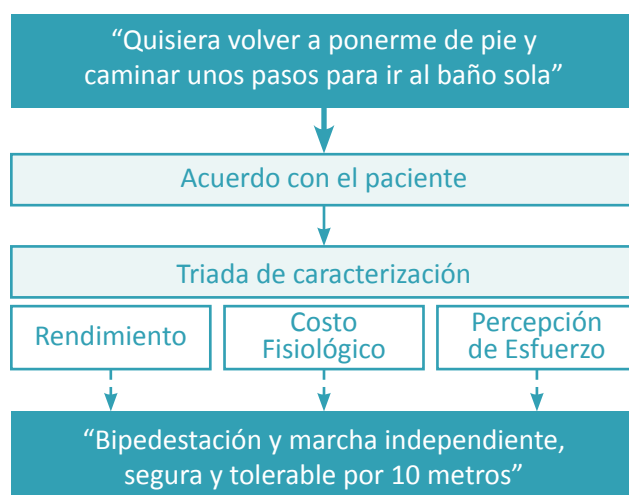 “Quisiera volver a ponerme de pie y
caminar unos pasos para ir al baño sola”
Acuerdo con el paciente
Triada de caracterización
Rendimiento
Costo
Fisiológico
Percepción
de Esfuerzo
“Bipedestación y marcha independiente,
segura y tolerable por 10 metros”